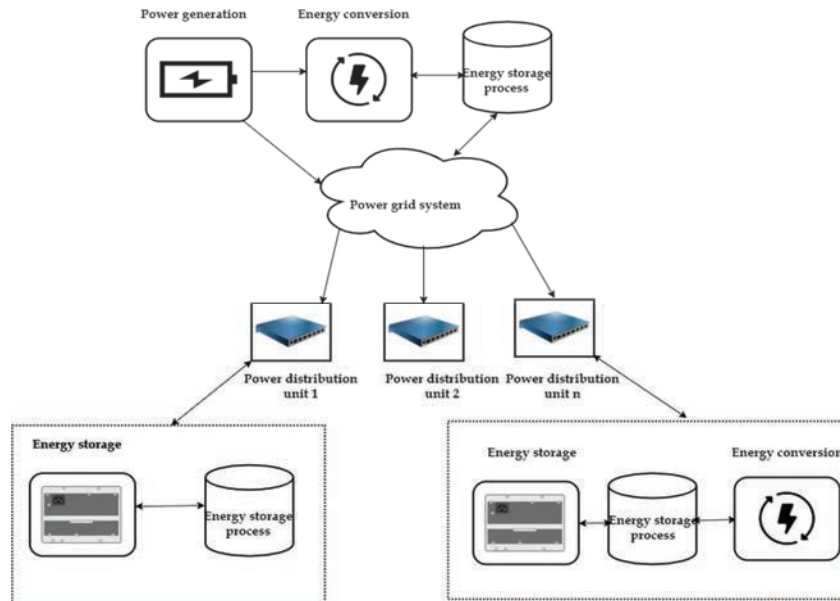 Power generation
Energy conversion
Energy storage
process
Power grid system
Power distribution
unit 1
Power distribution
unit 2
Power distribution
unit n
Energy storage
Energy storage
process
Energy storage
Energy conversion
Energy storage
process